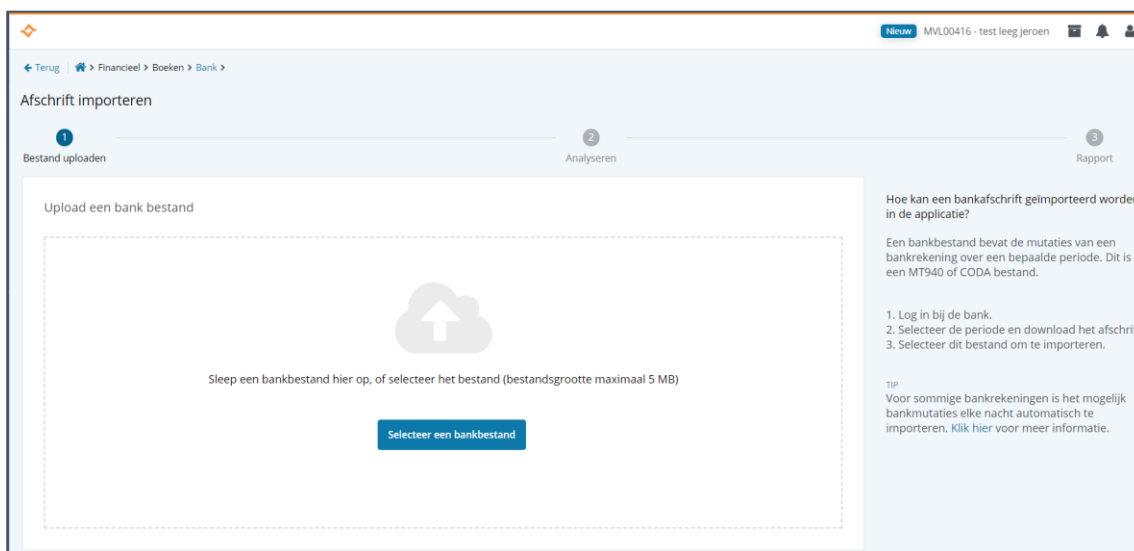 Nieuw MVL00416 - test leeg jeroen
Terug > Financieel > Boeken > Bank >
Afschrift importeren
1 2 3
Bestand uploaden Analyseren Rapport
Upload een bank bestand
Sleep een bankbestand hier op, of selecteer het bestand (bestandsgrootte maximaal 5 MB)
Selecteer een bankbestand
Hoe kan een bankafschrift geïmporteerd worden
in de applicatie?
Een bankbestand bevat de mutaties van een
bankrekening over een bepaalde periode. Dit is
een MT940 of CODA bestand.
1. Log in bij de bank.
2. Selecteer de periode en download het afschri
3. Selecteer dit bestand om te importeren.
TIP
Voor sommige bankrekeningen is het mogelijk
bankmutaties elke nacht automatisch te
importeren. Klik hier voor meer informatie.